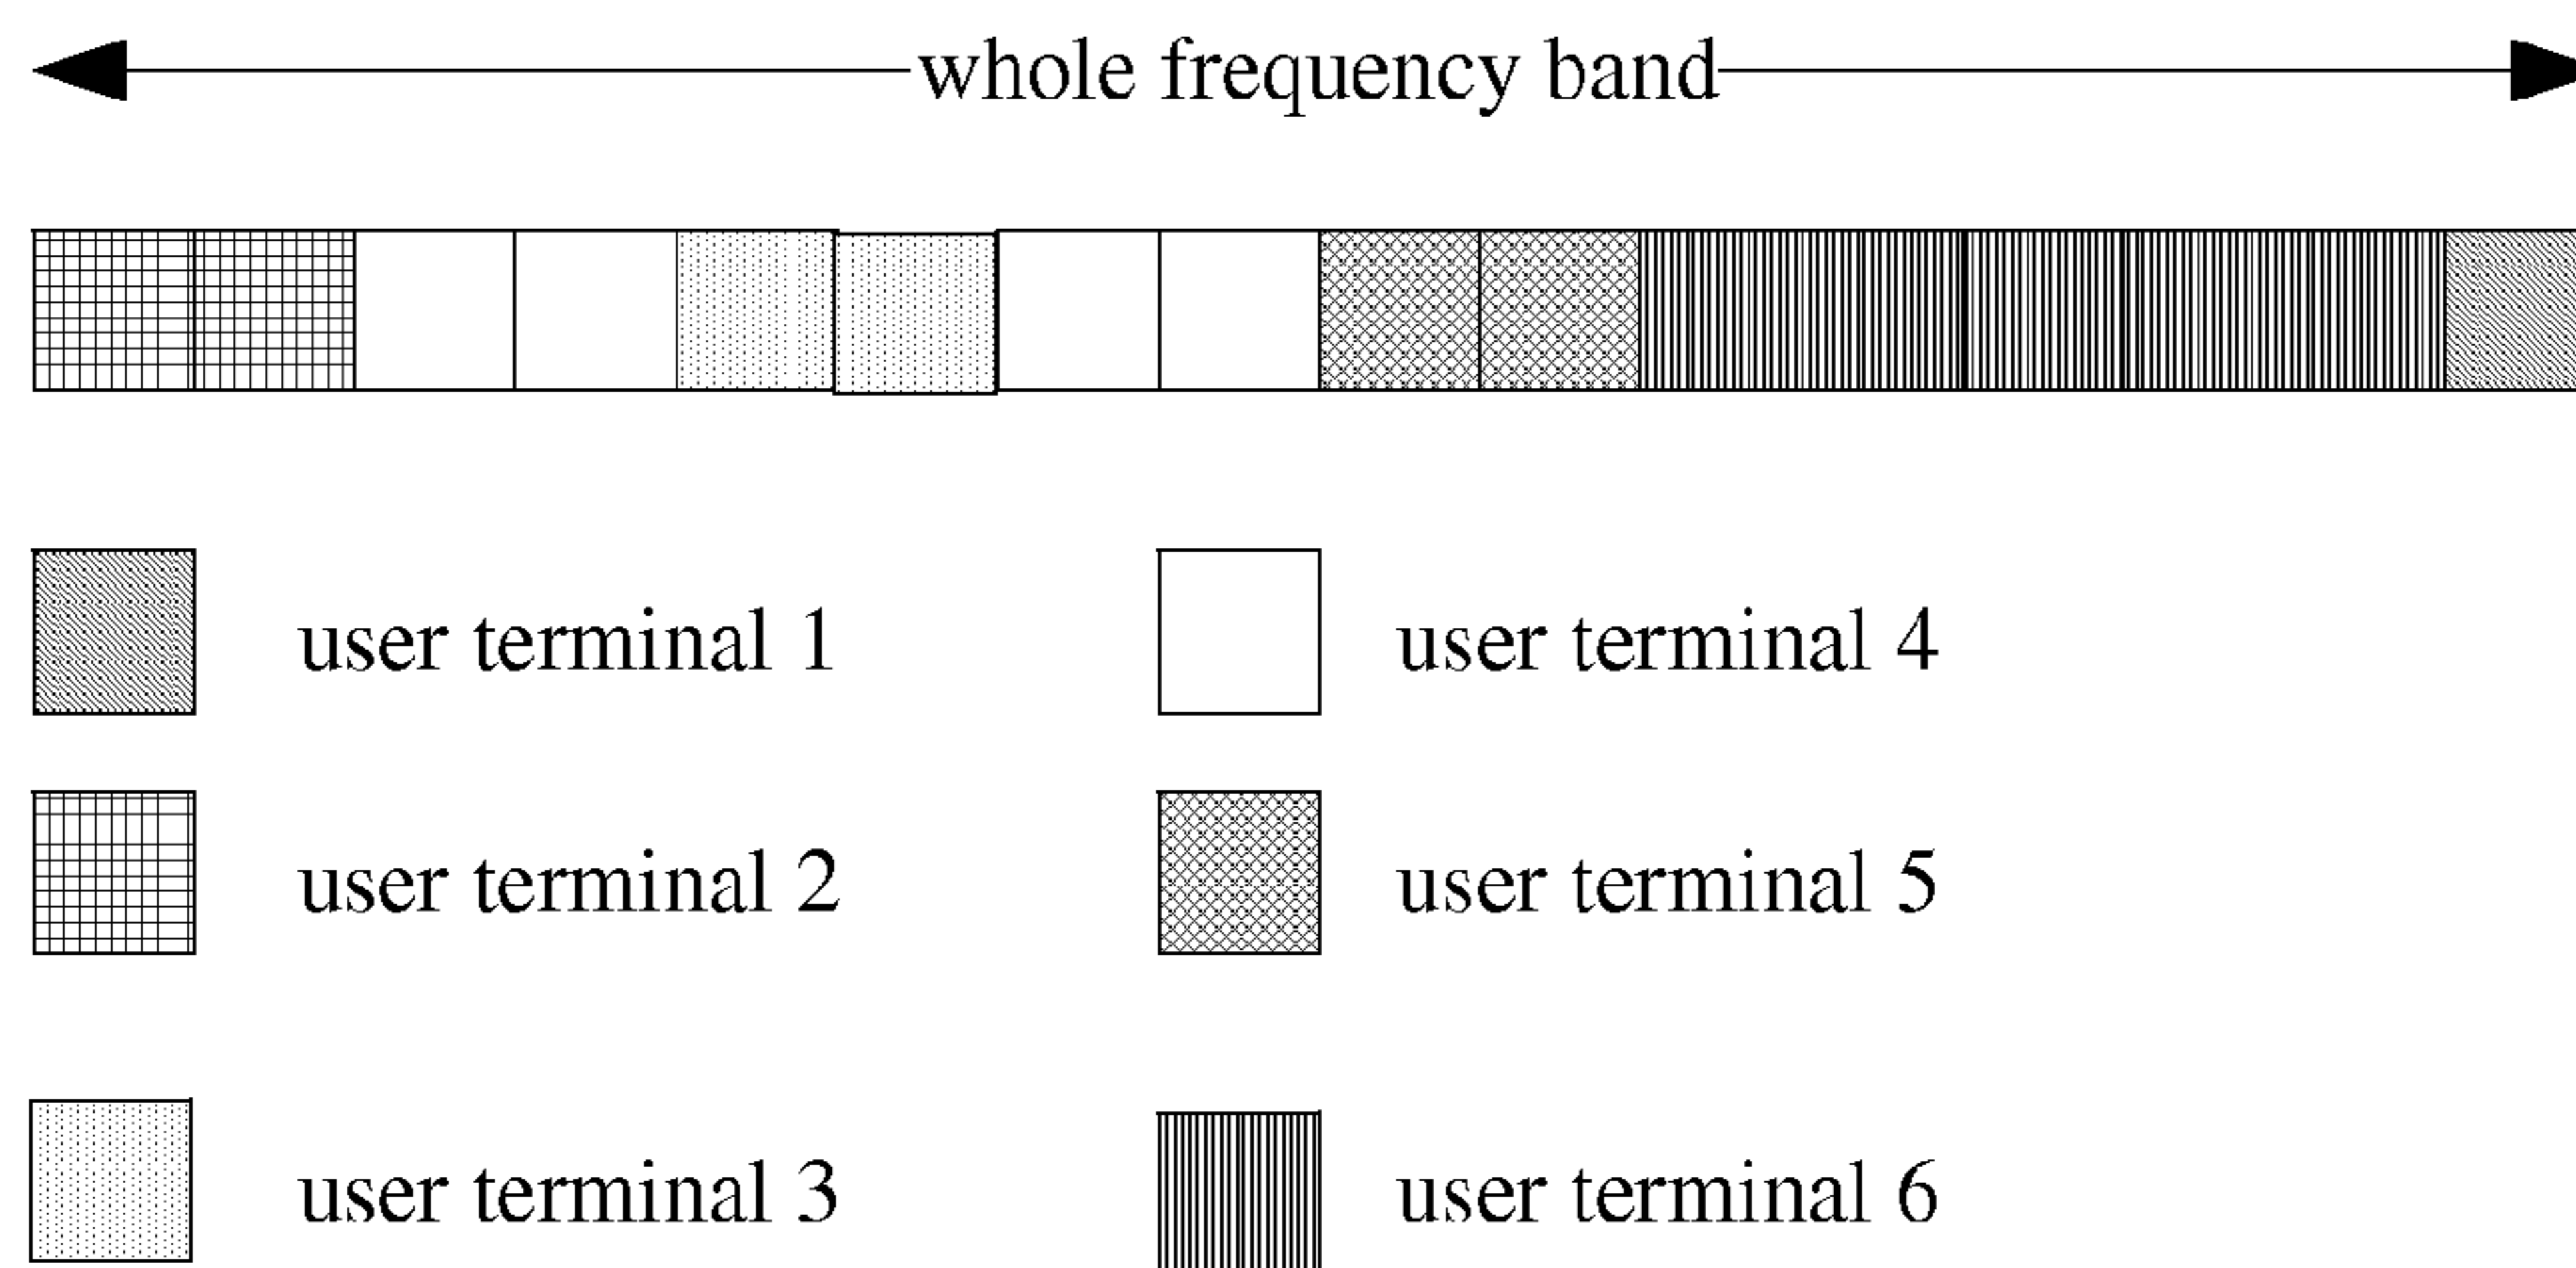 whole frequency band
user terminal 1
user terminal 4
user terminal 2
user terminal 5
user terminal 3
user terminal 6